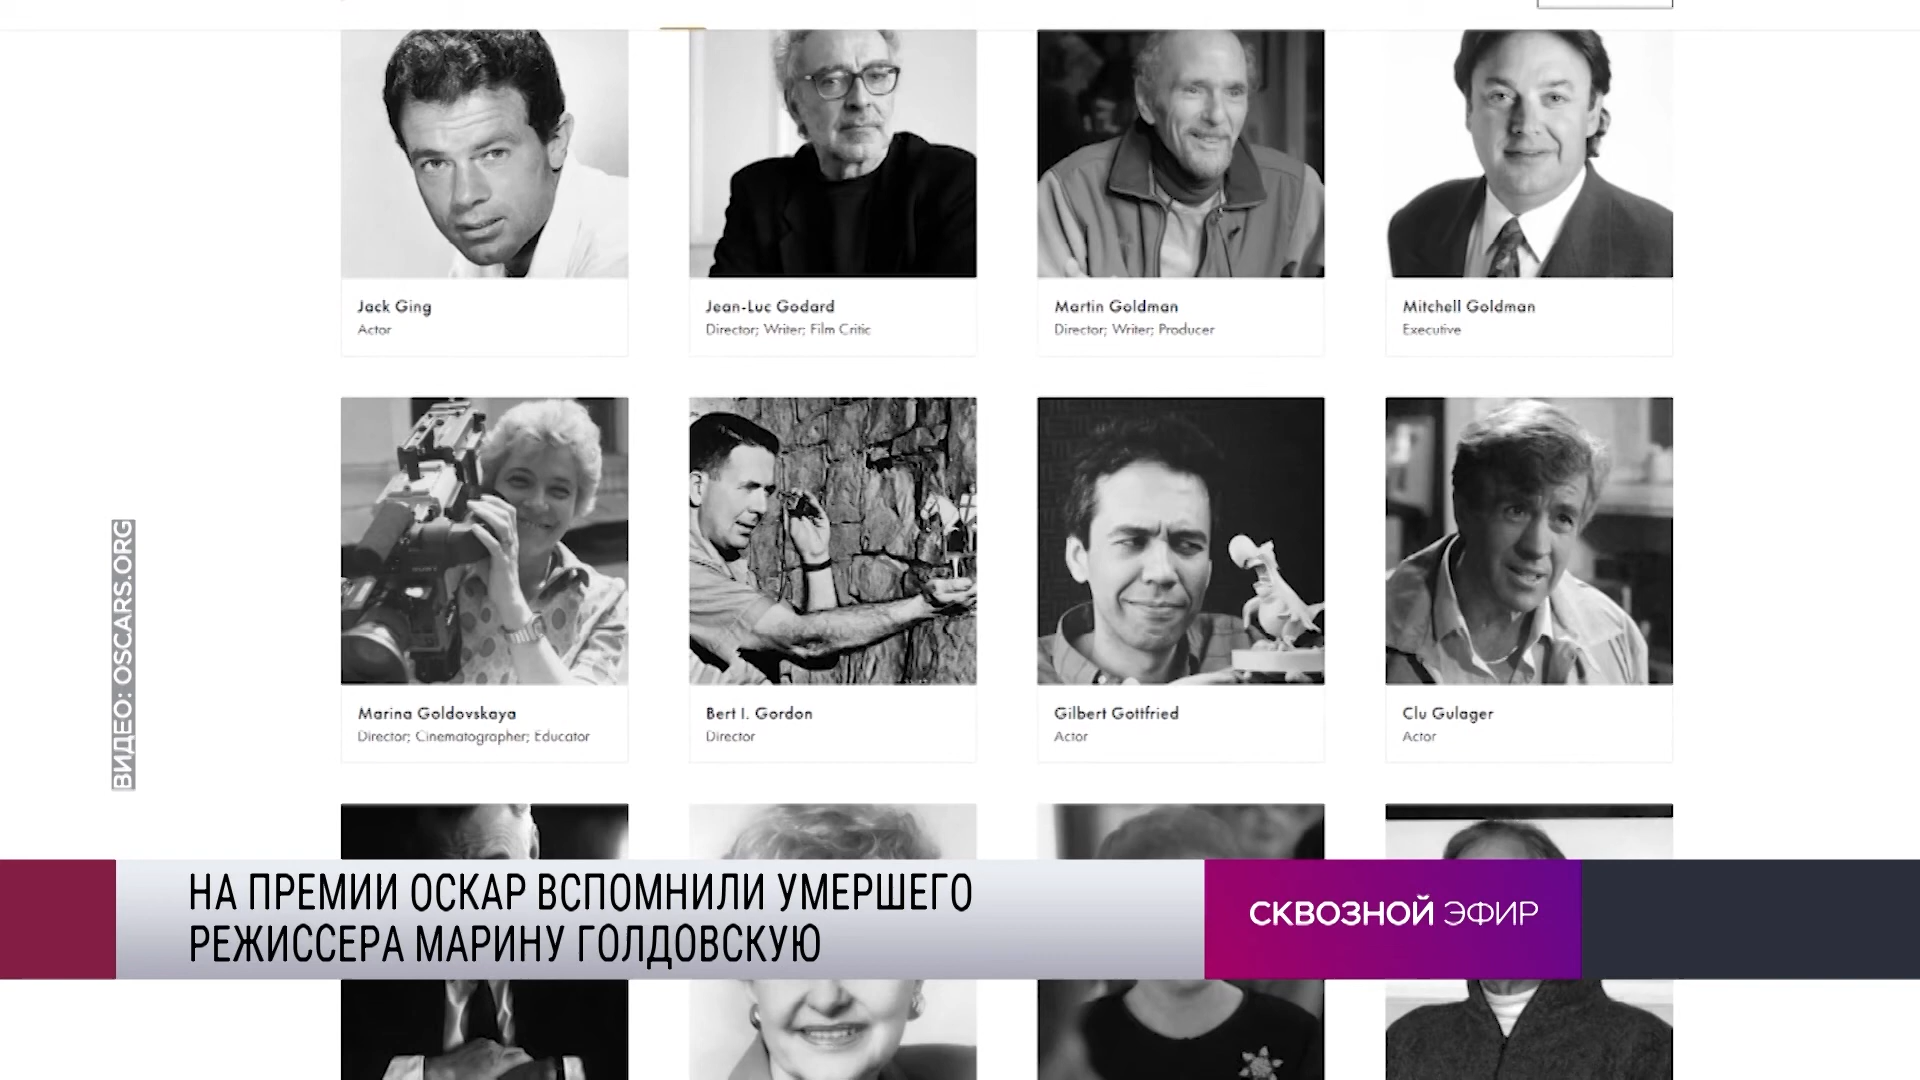 Jack Ging
Actor
Jean-Luc Godard
Director; Writer; Film Critic
Martin Goldman
Director; Writer; Producer
Mitchell Goldman
Executive
SONY
Marina Goldovskaya
Director; Cinematographer; Educator
Bert I. Gordon
Director
Gilbert Gottfried
Actor
Clu Gulager
Actor
ВИДЕО: OSCARS.ORG
НА ПРЕМИИ ОСКАР ВСПОМНИЛИ УМЕРШЕГО
РЕЖИССЕРА МАРИНУ ГОЛДОВСКУЮ
СКВОЗНОЙ ЭФИР